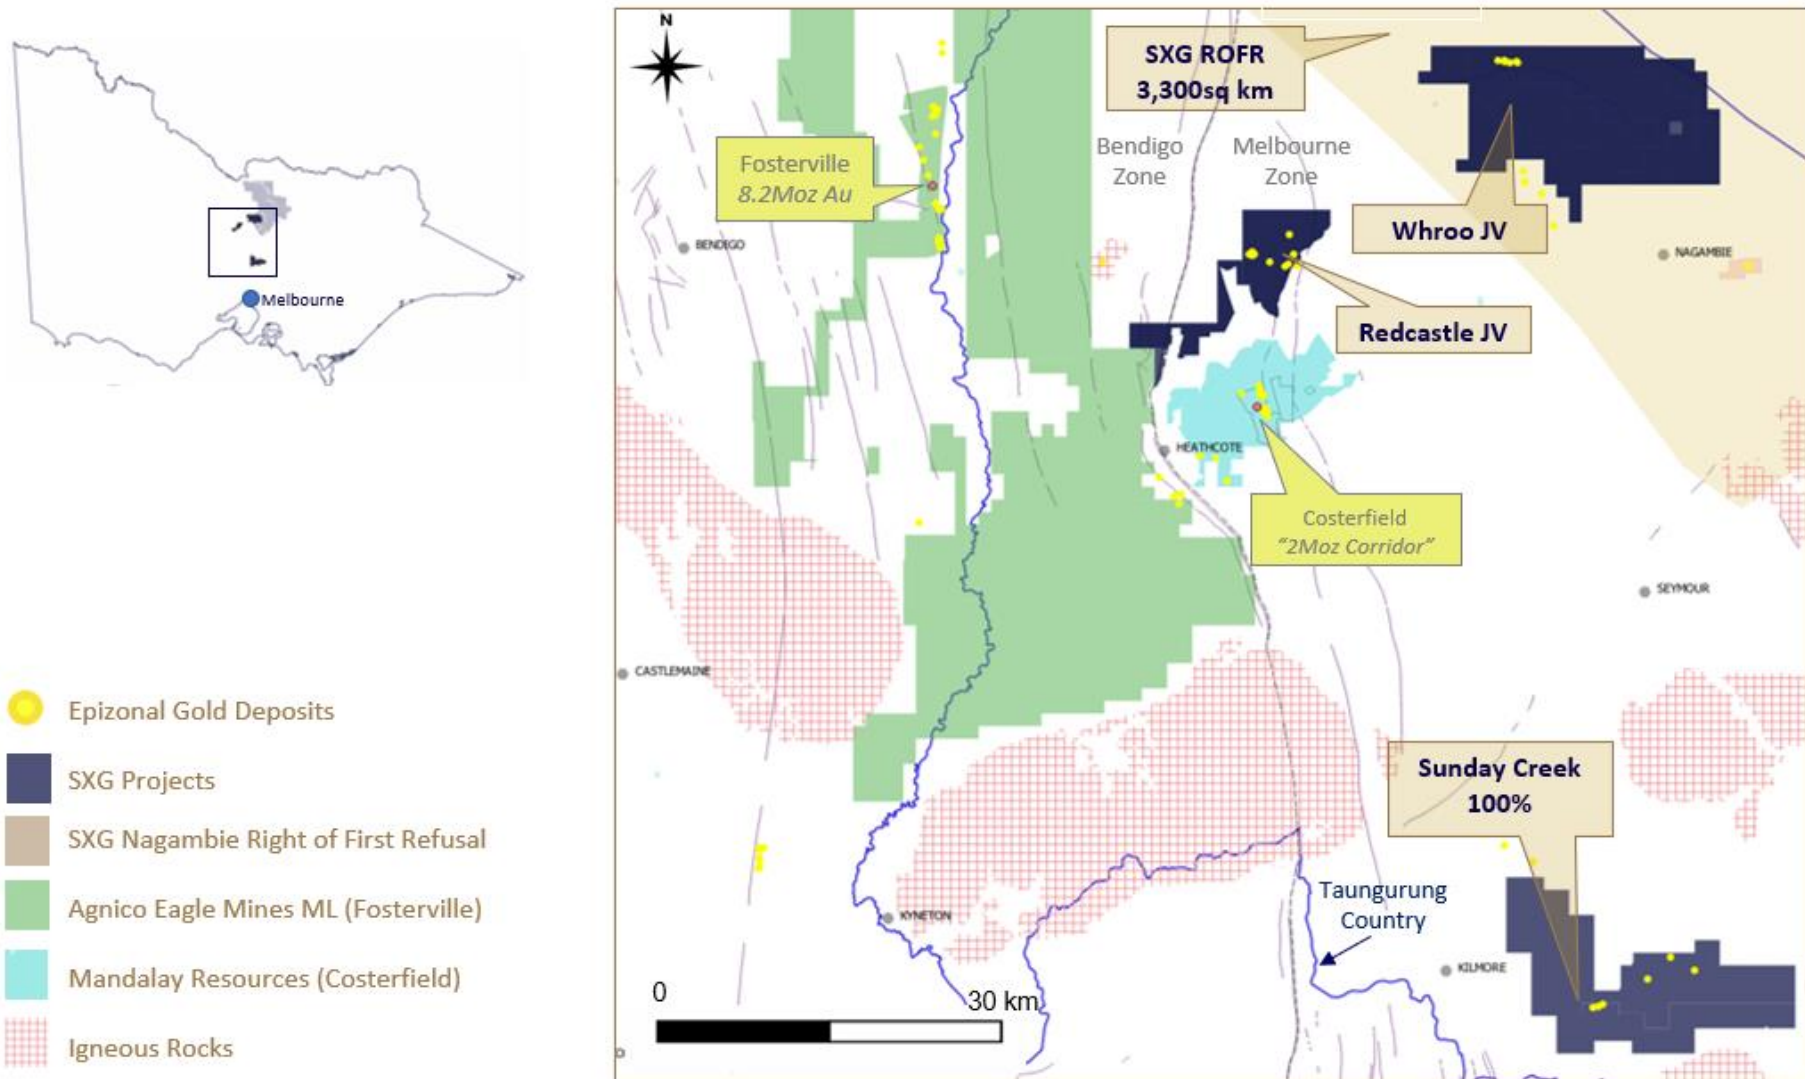 Melbourne
Epizonal Gold Deposits
SXG Projects
SXG Nagambie Right of First Refusal
Agnico Eagle Mines ML (Fosterville)
Mandalay Resources (Costerfield)
Igneous Rocks
N
SXG ROFR
3,300sq km
Bendigo
Zone
Melbourne
Zone
Fosterville
8.2Moz Au
BENDIGO
Whroo JV
NAGAMBIE
Redcastle JV
HEATHCOTE
Costerfield
“2Moz Corridor”
SEYMOUR
CASTLEMAINE
Sunday Creek
100%
KYNETON
Taungurung
Country
KILMORE
0
30 km